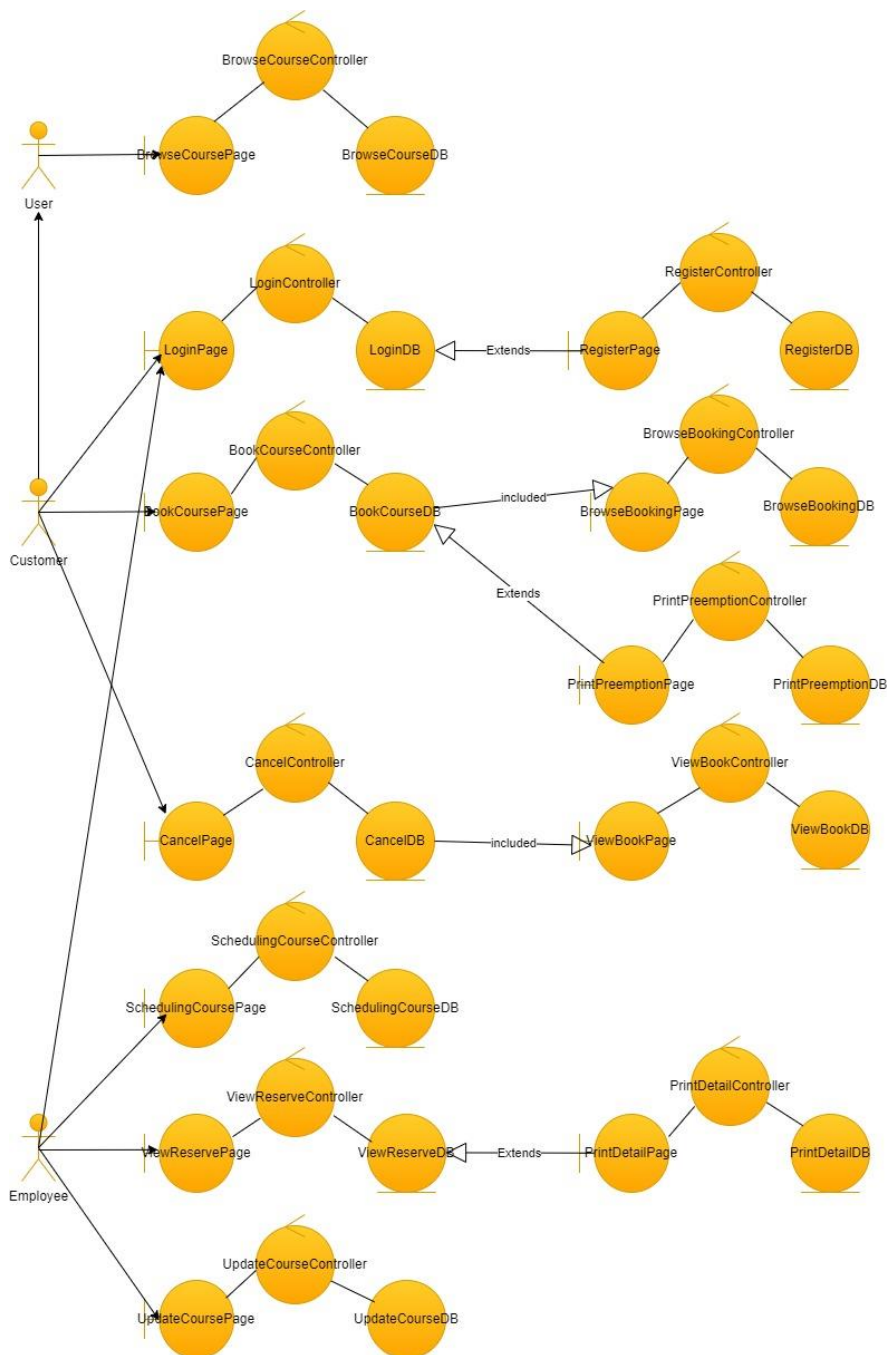 BrowseCourseController
BrowseCoursePage
BrowseCourseDB
User
LoginController
RegisterController
LoginPage
LoginDB
Extends
RegisterPage
RegisterDB
BookCourseController
BrowseBookingController
BookCoursePage
BookCourseDB
included
BrowseBookingPage
BrowseBookingDB
Customer
Extends
PrintPreemptionController
PrintPreemptionPage
PrintPreemptionDB
CancelController
ViewBookController
CancelPage
CancelDB
included
ViewBookPage
ViewBookDB
SchedulingCourseController
SchedulingCoursePage
SchedulingCourseDB
ViewReserveController
PrintDetailController
ViewReservePage
ViewReserveDB
Extends
PrintDetailPage
PrintDetailDB
Employee
UpdateCourseController
UpdateCoursePage
UpdateCourseDB